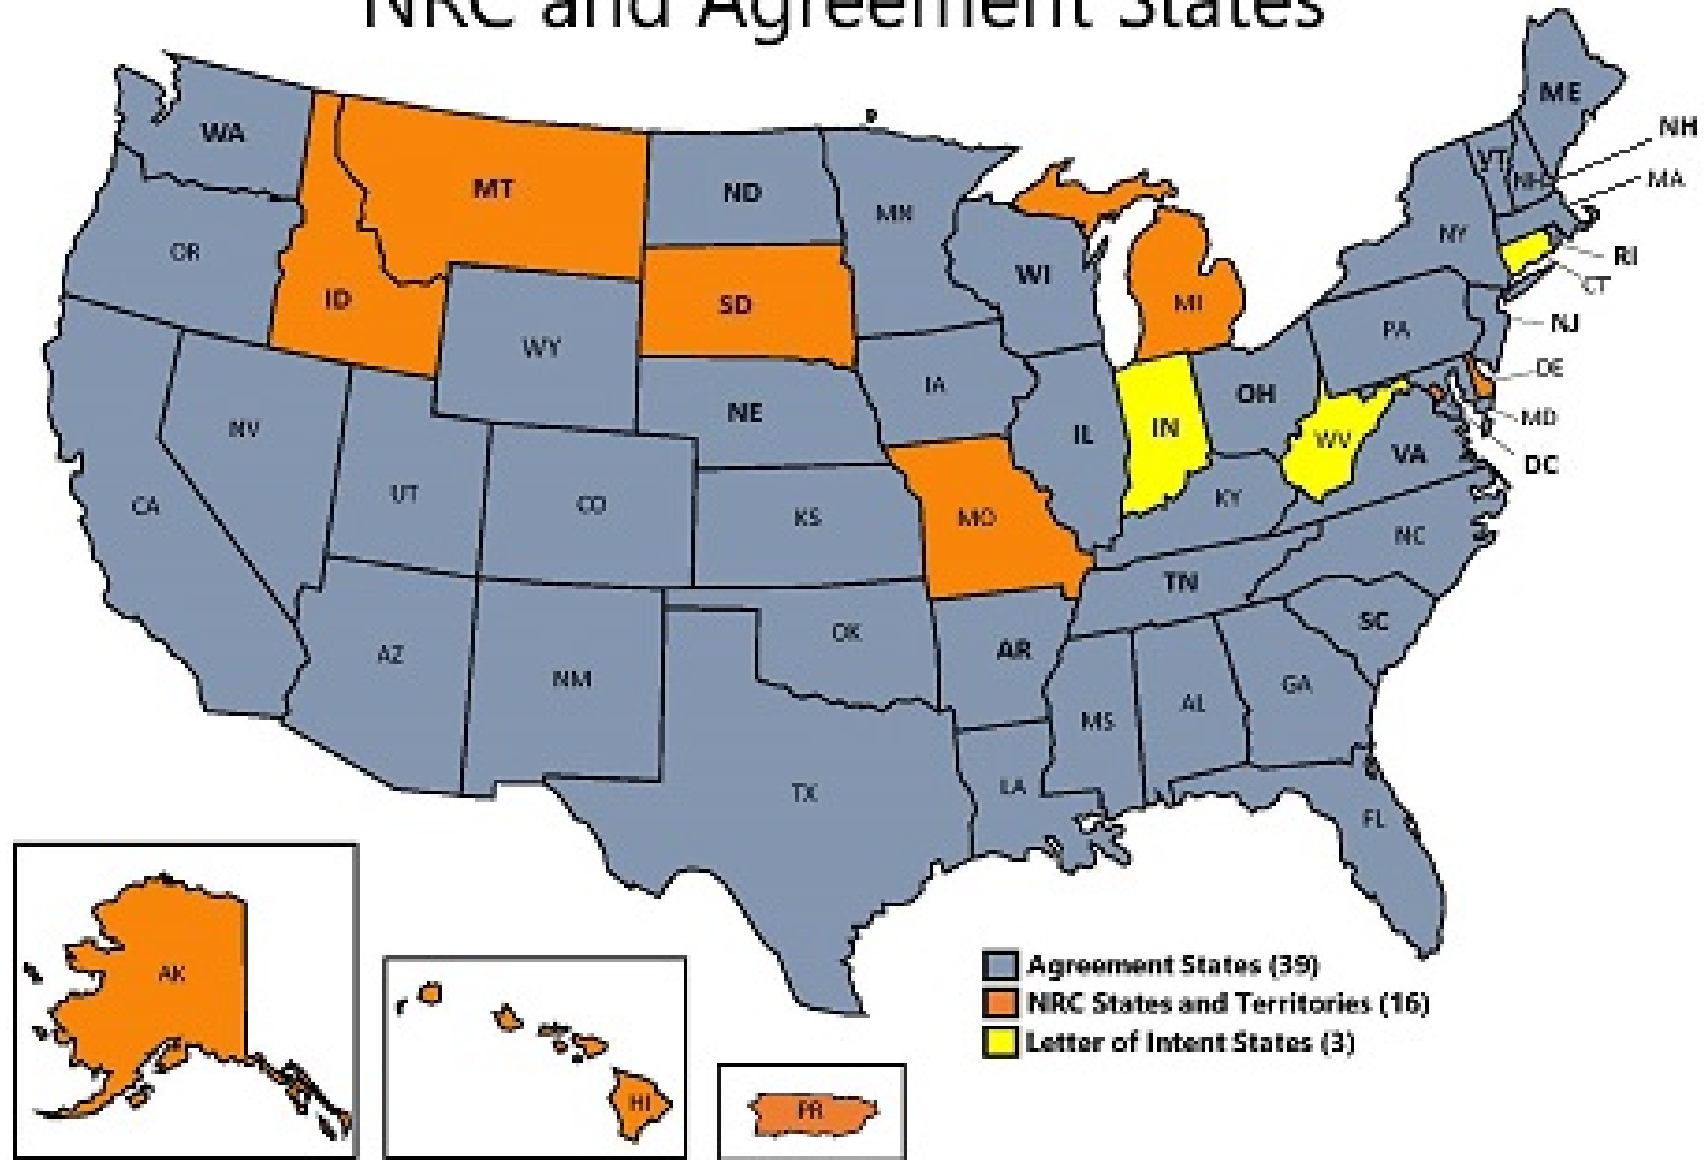 NRC and Agreement States
ME
NH
WA
VT
NH
MA
MT
ND
MN
NY
OR
WI
RI
CT
ID
SD
MI
NJ
PA
WY
DE
IA
NE
OH
MD
NV
IL
IN
WV
VA
DC
UT
CO
KS
MO
KY
CA
NC
TN
OK
SC
AZ
AR
NM
GA
MS
AL
TX
LA
FL
Agreement States (39)
AK
NRC States and Territories (16)
Letter of Intent States (3)
HI
PR